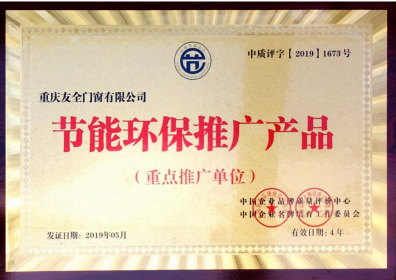 中质评字【2019】1673号
重庆友全门窗有限公司
节能环保推广产品
（重点推广单位）
中国企业品牌质量评价中心
中国企业名牌培育工作委员会
发证日期：2019年05月
有效日期：4年